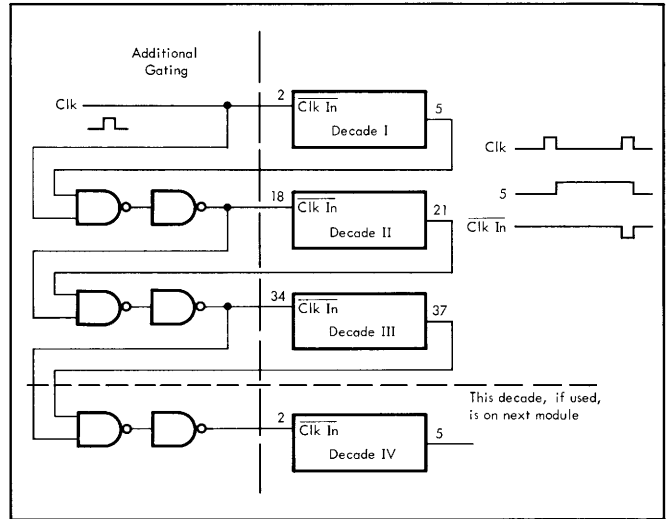 Additional
Gating
Clk
2
Clk In
5
Decade I
Clk
5
Clk In
18
Clk In
21
Decade II
34
Clk In
37
Decade III
This decade, if used,
is on next module
2
Clk In
5
Decade IV